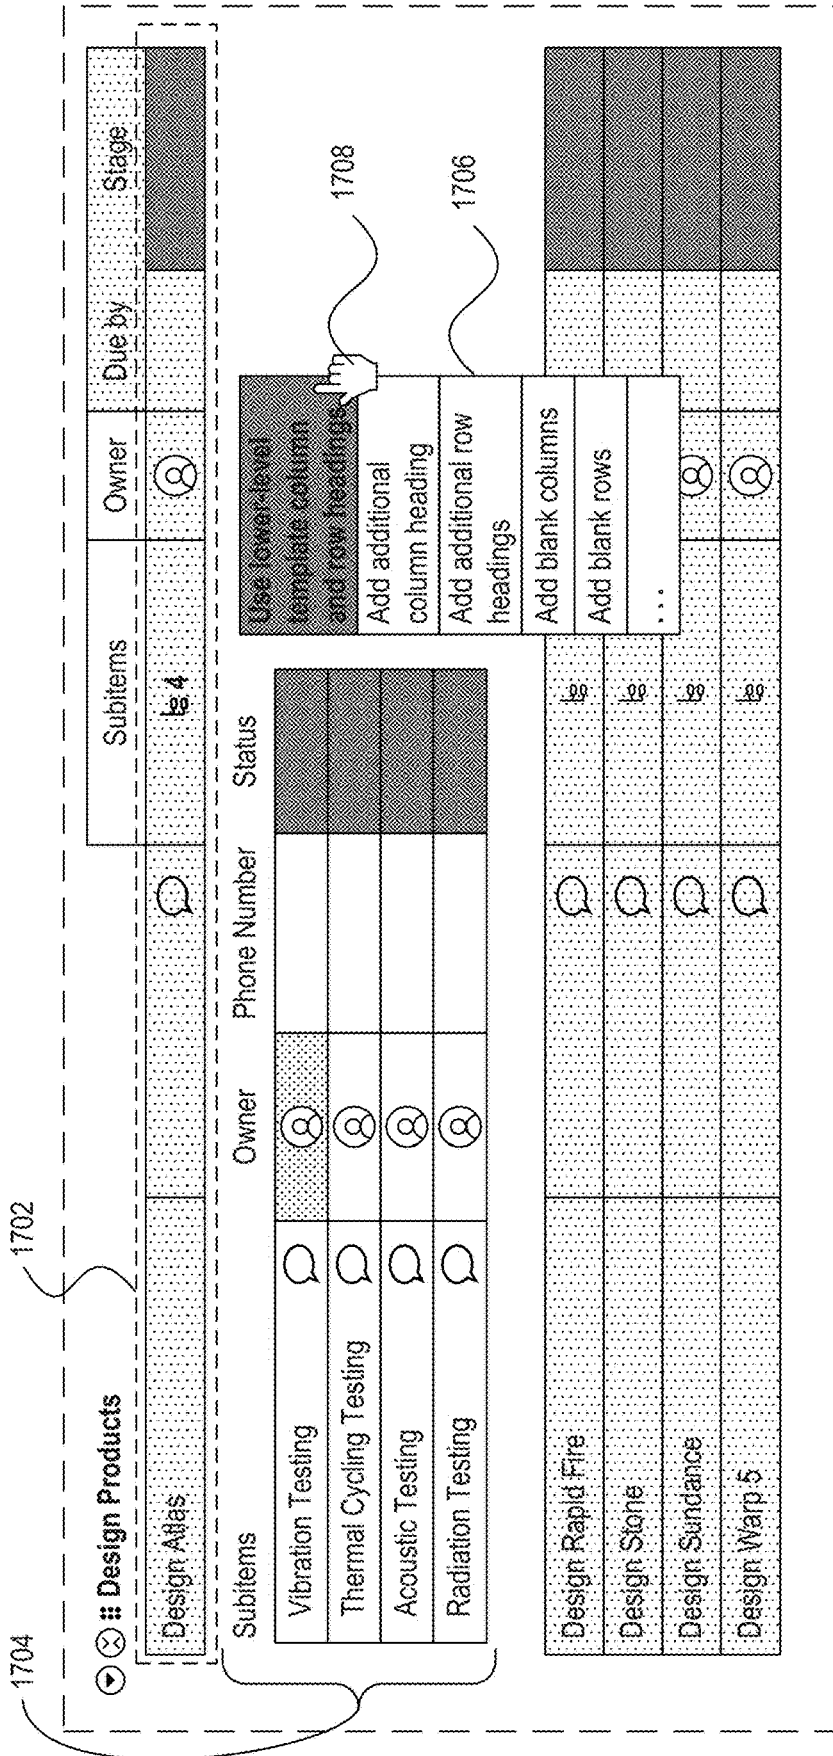 1704
1702
Design Products
Subitems Owner Due by Stage
Design Atlas 4
Subitems Owner Phone Number Status
Vibration Testing
Thermal Cycling Testing
Acoustic Testing
Radiation Testing
Use lower-level
template column
and row headings
Add additional
column heading
Add additional row
headings
Add blank columns
Add blank rows
...
1708
1706
Design Rapid Fire
Design Stone
Design Sundance
Design Warp 5